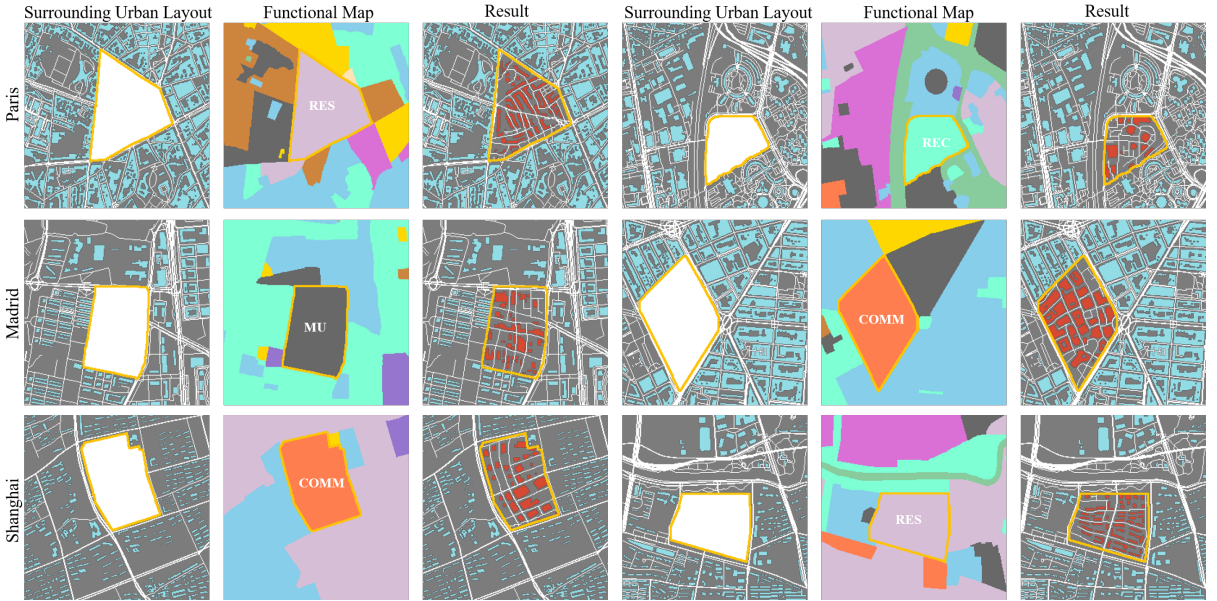 Surrounding Urban Layout Functional Map Result Surrounding Urban Layout Functional Map Result
Paris
RES
REC
Madrid
MU
COMM
Shanghai
COMM
RES